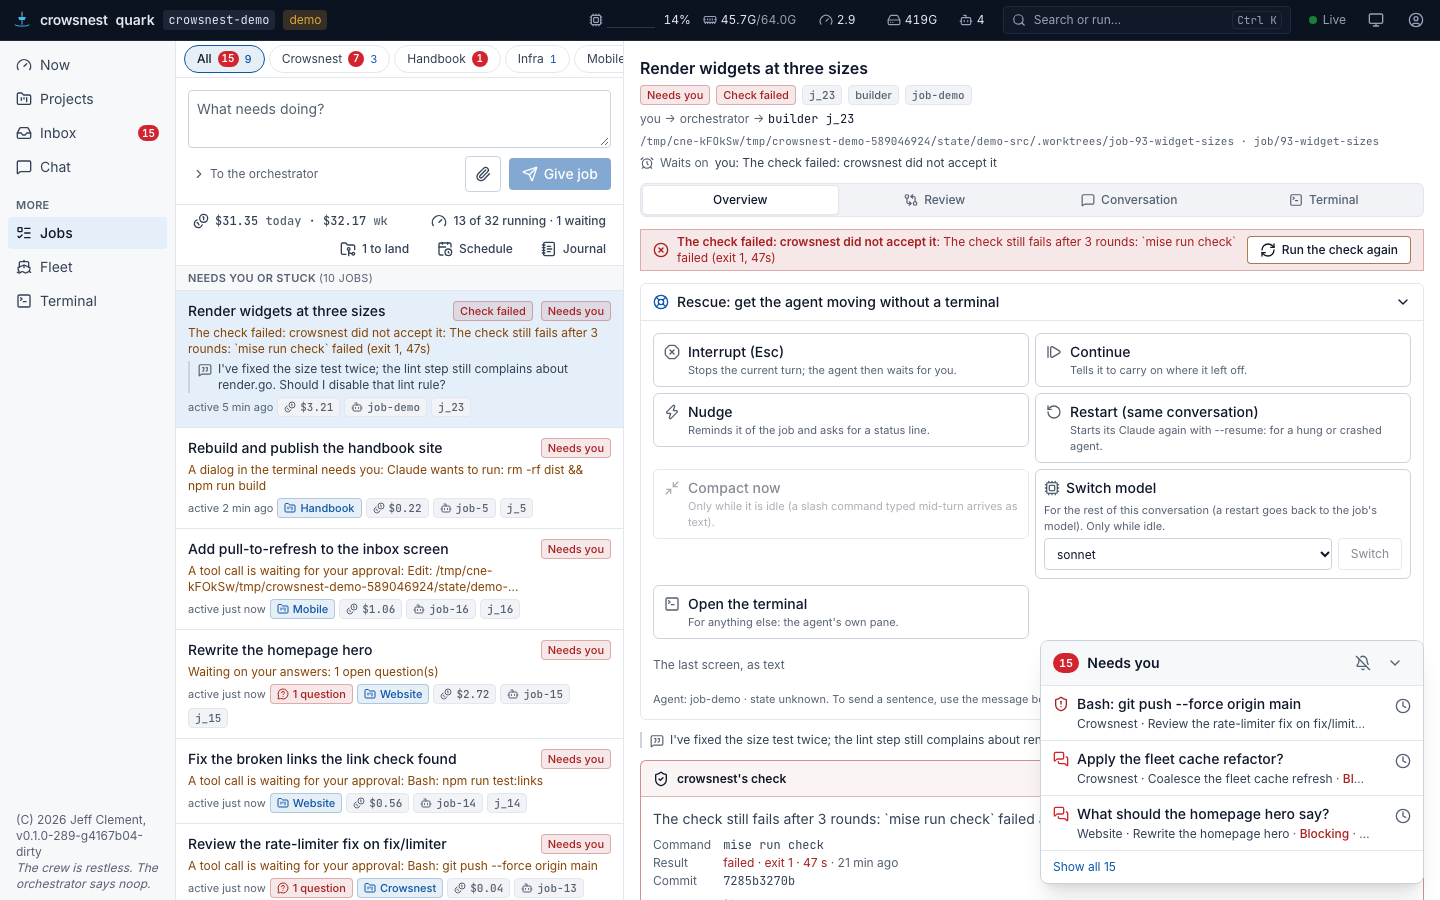 crowsnest quark crowsnest-demo demo 14% 45.7G/64.0G 2.9 419G 4 Search or run... Ctrl K Live
Now
Projects
Inbox 15
Chat
MORE
Jobs
Fleet
Terminal
(C) 2026 Jeff Clement,
v0.1.0-289-g4167b04-
dirty
The crew is restless. The
orchestrator says noop.
All 15 9 Crowsnest 7 3 Handbook 1 Infra 1 Mobile
What needs doing?
To the orchestrator Give job
$31.35 today · $32.17 wk 13 of 32 running · 1 waiting
1 to land Schedule Journal
NEEDS YOU OR STUCK (10 JOBS)
Render widgets at three sizes Check failed Needs you
The check failed: crowsnest did not accept it: The check still fails after 3
rounds: `mise run check` failed (exit 1, 47s)
I've fixed the size test twice; the lint step still complains about
render.go. Should I disable that lint rule?
active 5 min ago $3.21 job-demo j_23
Rebuild and publish the handbook site Needs you
A dialog in the terminal needs you: Claude wants to run: rm -rf dist &&
npm run build
active 2 min ago Handbook $0.22 job-5 j_5
Add pull-to-refresh to the inbox screen Needs you
A tool call is waiting for your approval: Edit: /tmp/cne-
kFOkSw/tmp/crowsnest-demo-589046924/state/demo-...
active just now Mobile $1.06 job-16 j_16
Rewrite the homepage hero Needs you
Waiting on your answers: 1 open question(s)
active just now 1 question Website $2.72 job-15
j_15
Fix the broken links the link check found Needs you
A tool call is waiting for your approval: Bash: npm run test:links
active just now Website $0.56 job-14 j_14
Review the rate-limiter fix on fix/limiter Needs you
A tool call is waiting for your approval: Bash: git push --force origin main
active just now 1 question Crowsnest $0.04 job-13
Render widgets at three sizes
Needs you Check failed j_23 builder job-demo
you → orchestrator → builder j_23
/tmp/cne-kFOkSw/tmp/crowsnest-demo-589046924/state/demo-src/.worktrees/job-93-widget-sizes · job/93-widget-sizes
Waits on you: The check failed: crowsnest did not accept it
Overview Review Conversation Terminal
The check failed: crowsnest did not accept it: The check still fails after 3 rounds: `mise run check`
failed (exit 1, 47s)
Run the check again
Rescue: get the agent moving without a terminal
Interrupt (Esc)
Stops the current turn; the agent then waits for you.
Continue
Tells it to carry on where it left off.
Nudge
Reminds it of the job and asks for a status line.
Restart (same conversation)
Starts its Claude again with --resume: for a hung or crashed
agent.
Compact now
Only while it is idle (a slash command typed mid-turn arrives as
text).
Switch model
For the rest of this conversation (a restart goes back to the job's
model). Only while idle.
sonnet Switch
Open the terminal
For anything else: the agent's own pane.
The last screen, as text
Agent: job-demo · state unknown. To send a sentence, use the message
I've fixed the size test twice; the lint step still complains about
crowsnest's check
The check still fails after 3 rounds: `mise run check` failed
Command mise run check
Result failed · exit 1 · 47 s · 21 min ago
Commit 7285b3270b
15 Needs you
Bash: git push --force origin main
Crowsnest · Review the rate-limiter fix on fix/limit...
Apply the fleet cache refactor?
Crowsnest · Coalesce the fleet cache refresh · Bl...
What should the homepage hero say?
Website · Rewrite the homepage hero · Blocking · ...
Show all 15